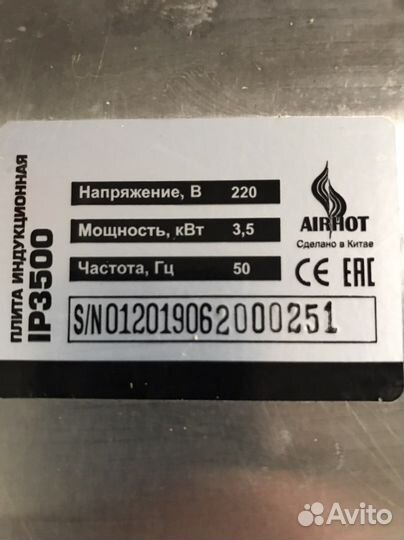 ПЛИТА ИНДУКЦИОННАЯ
IP3500
Напряжение, В 220
Мощность, кВт 3,5
Частота, Гц 50
AIRHOT
Сделано в Китае
CE EAC
S/N012019062000251
Avito